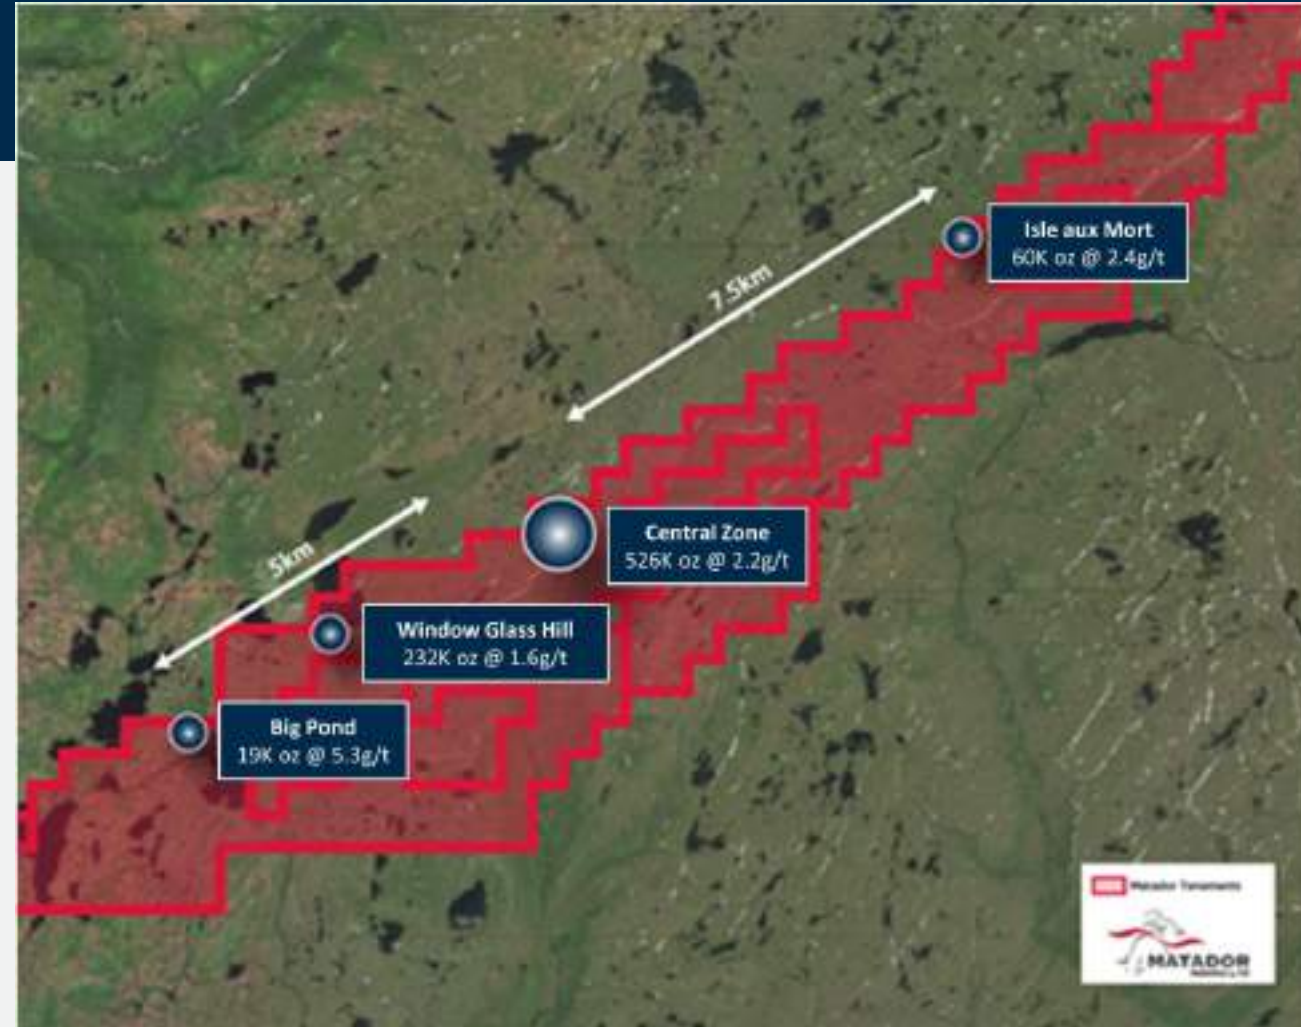 Isle aux Mort
60K oz @ 2.4g/t
7.5km
Central Zone
526K oz @ 2.2g/t
5km
Window Glass Hill
232K oz @ 1.6g/t
Big Pond
19K oz @ 5.3g/t
Matador Tenements
MATADOR